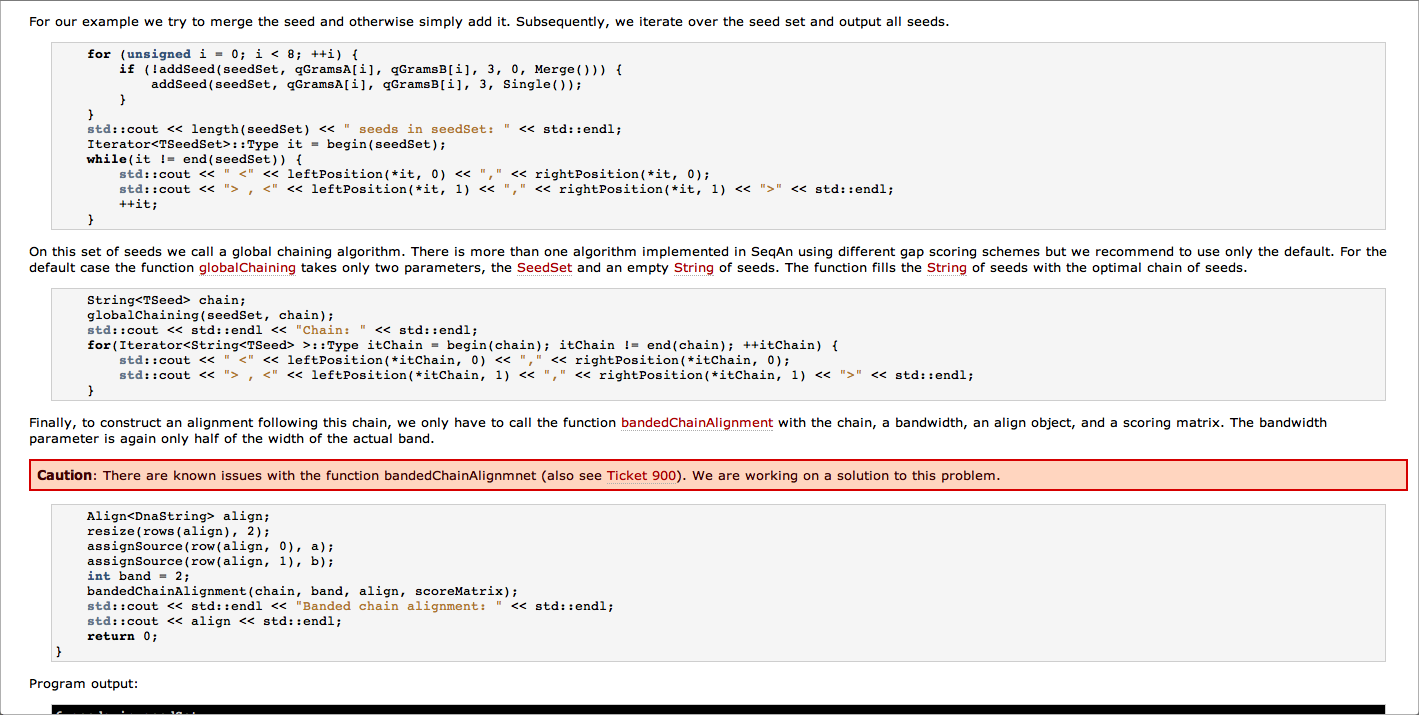 For our example we try to merge the seed and otherwise simply add it. Subsequently, we iterate over the seed set and output all seeds.
for (unsigned i = 0; i < 8; ++i) {
if (!addSeed(seedSet, qGramsA[i], qGramsB[i], 3, 0, Merge())) {
addSeed(seedSet, qGramsA[i], qGramsB[i], 3, Single());
}
}
std::cout << length(seedSet) << " seeds in seedSet: " << std::endl;
Iterator<TSeedSet>::Type it = begin(seedSet);
while(it != end(seedSet)) {
std::cout << " <" << leftPosition(*it, 0) << "," << rightPosition(*it, 0);
std::cout << "> , <" << leftPosition(*it, 1) << "," << rightPosition(*it, 1) << ">" << std::endl;
++it;
}
On this set of seeds we call a global chaining algorithm. There is more than one algorithm implemented in SeqAn using different gap scoring schemes but we recommend to use only the default. For the
default case the function globalChaining takes only two parameters, the SeedSet and an empty String of seeds. The function fills the String of seeds with the optimal chain of seeds.
String<TSeed> chain;
globalChaining(seedSet, chain);
std::cout << std::endl << "Chain: " << std::endl;
for(Iterator<String<TSeed> >::Type itChain = begin(chain); itChain != end(chain); ++itChain) {
std::cout << " <" << leftPosition(*itChain, 0) << "," << rightPosition(*itChain, 0);
std::cout << "> , <" << leftPosition(*itChain, 1) << "," << rightPosition(*itChain, 1) << ">" << std::endl;
}
Finally, to construct an alignment following this chain, we only have to call the function bandedChainAlignment with the chain, a bandwidth, an align object, and a scoring matrix. The bandwidth
parameter is again only half of the width of the actual band.
Caution: There are known issues with the function bandedChainAlignmnet (also see Ticket 900). We are working on a solution to this problem.
Align<DnaString> align;
resize(rows(align), 2);
assignSource(row(align, 0), a);
assignSource(row(align, 1), b);
int band = 2;
bandedChainAlignment(chain, band, align, scoreMatrix);
std::cout << std::endl << "Banded chain alignment: " << std::endl;
std::cout << align << std::endl;
return 0;
}
Program output: